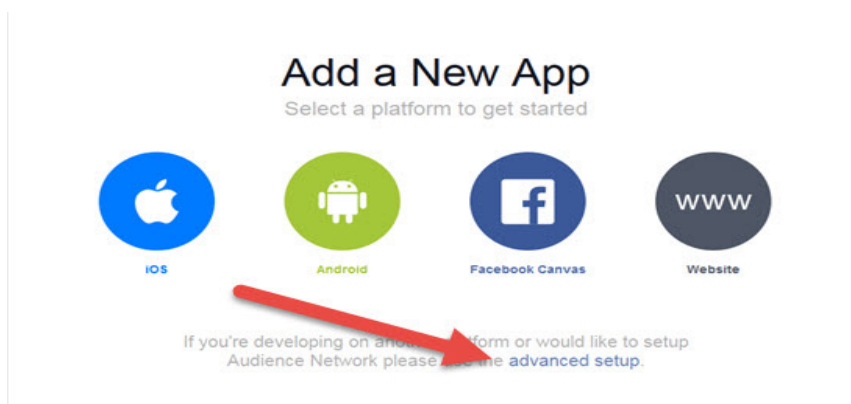 Add a New App
Select a platform to get started
www
iOS
Android
Facebook Canvas
Website
If you're developing on platform or would like to setup
Audience Network please the advanced setup.